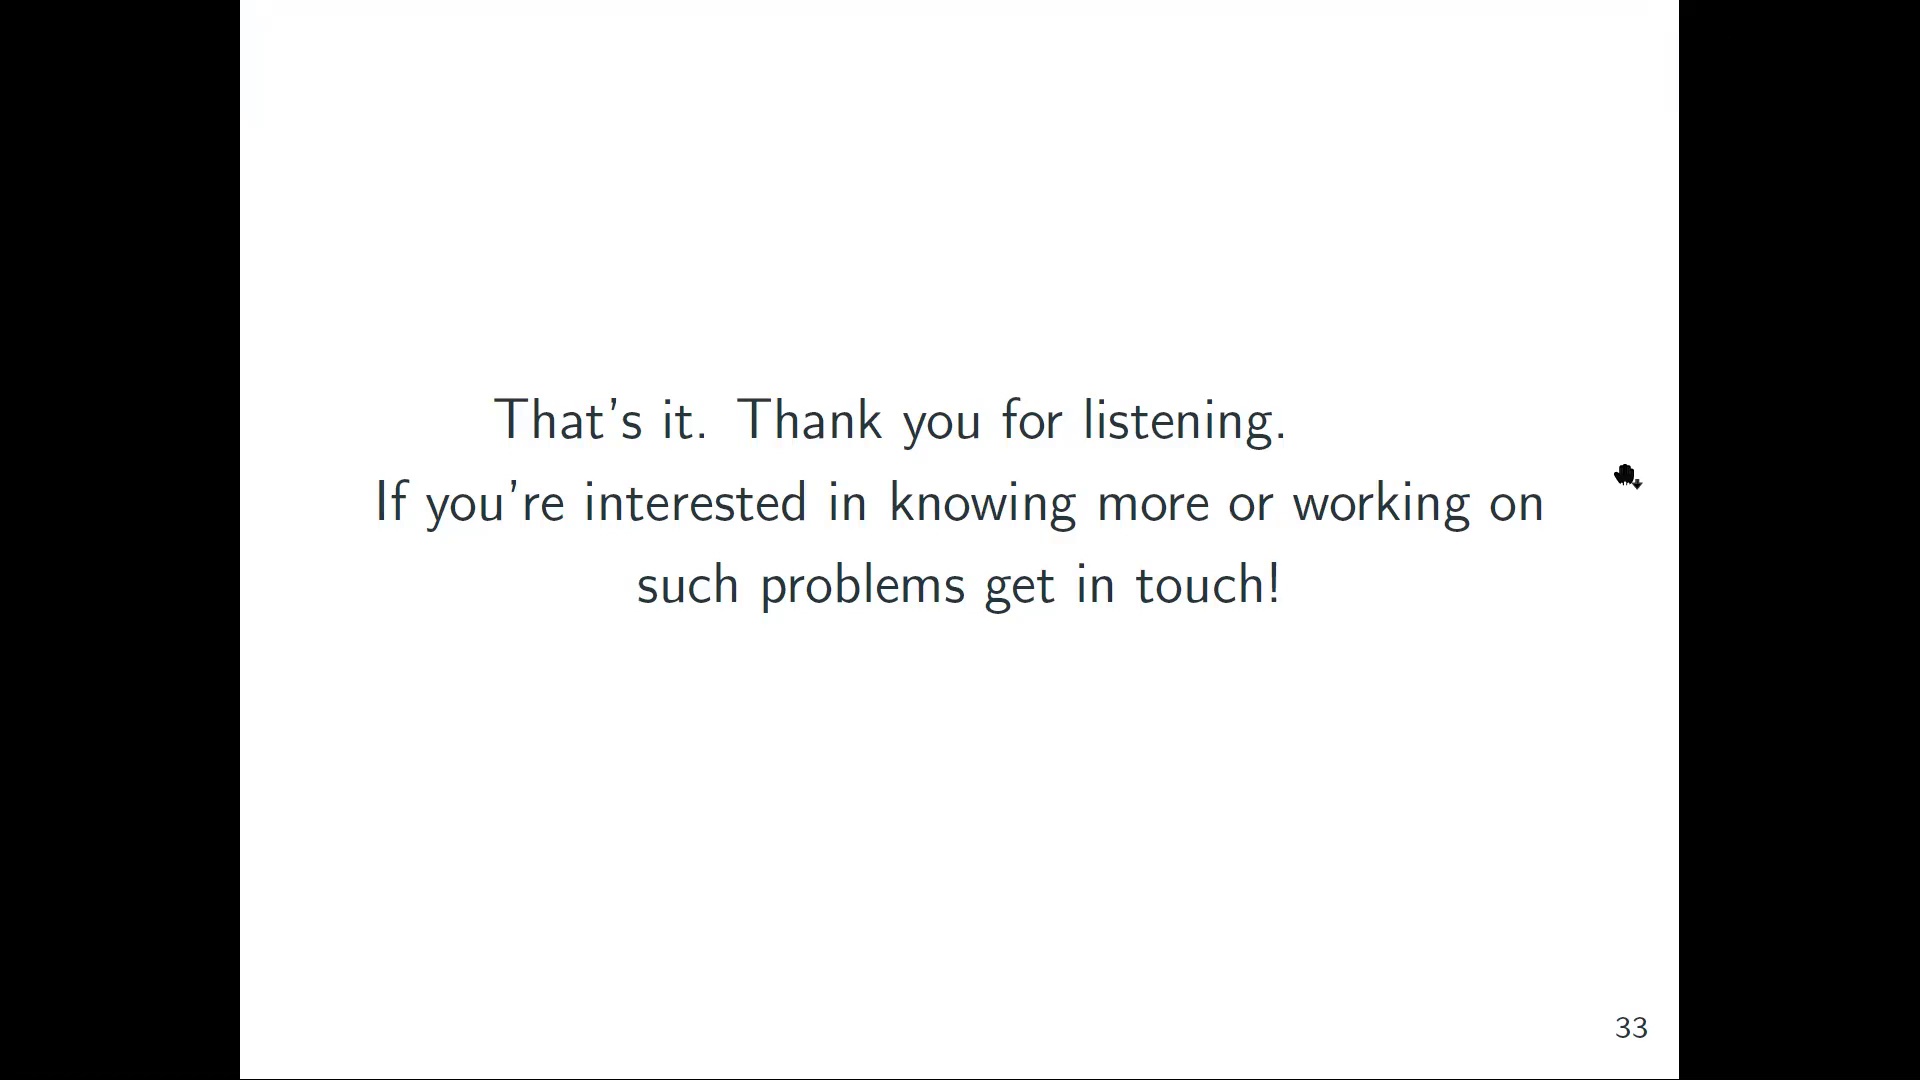 That's it. Thank you for listening.
If you're interested in knowing more or working on
such problems get in touch!
33